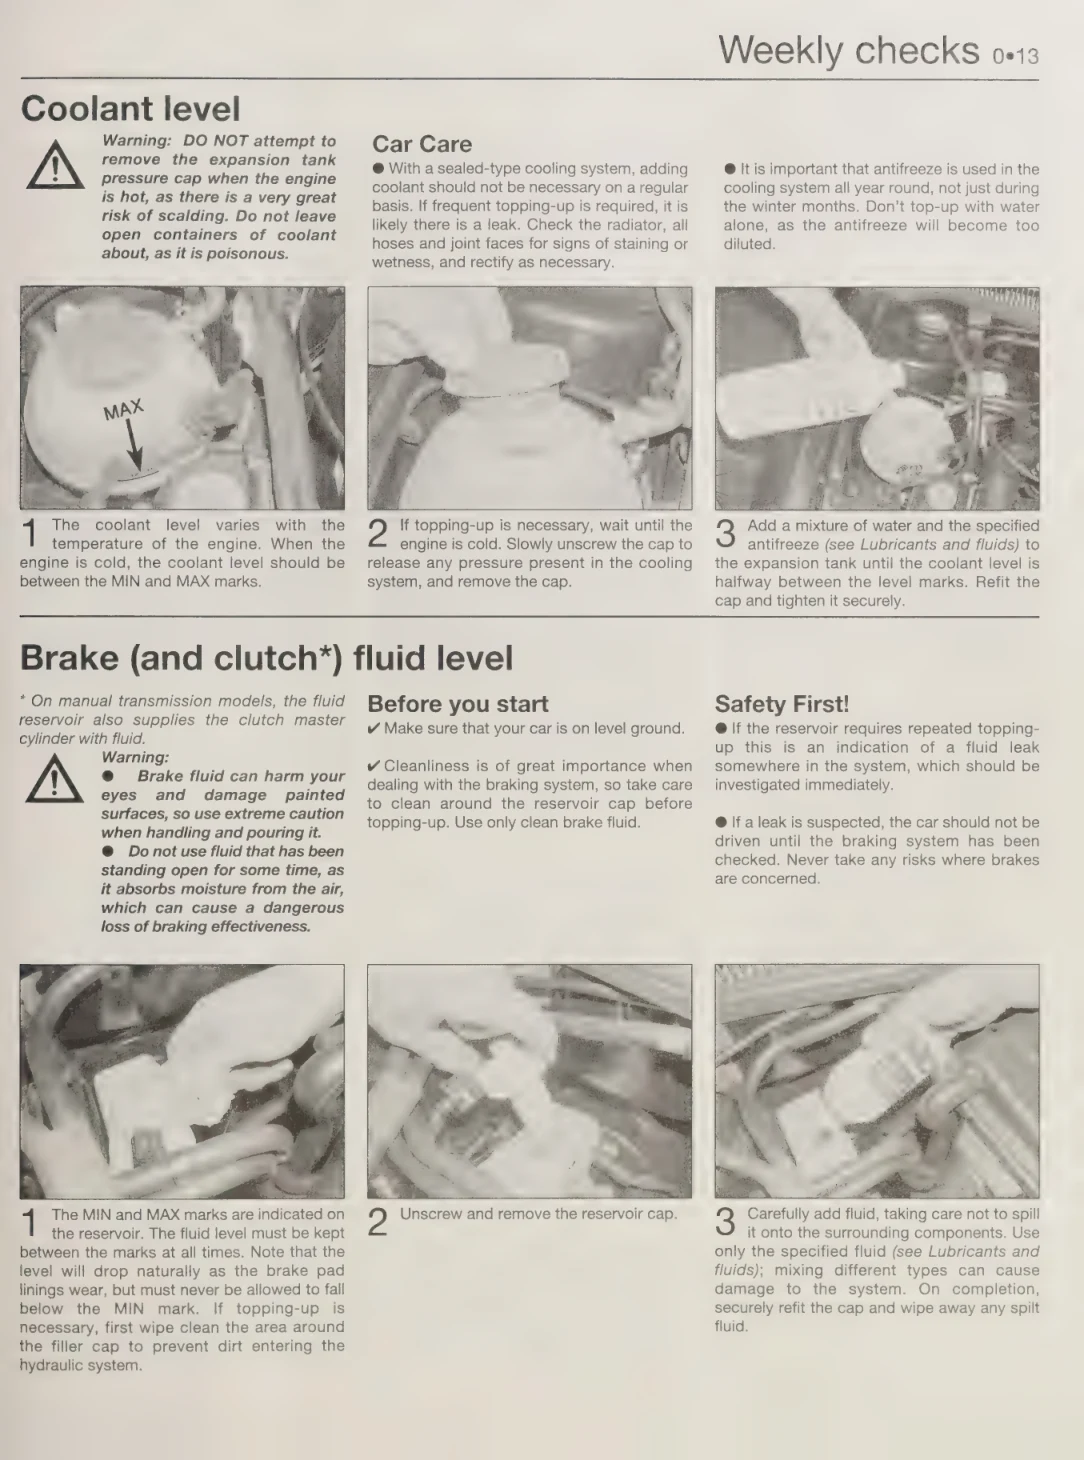 Weekly checks 0•13
Coolant level
Warning: DO NOT attempt to
remove the expansion tank
pressure cap when the engine
is hot, as there is a very great
risk of scalding. Do not leave
open containers of coolant
about, as it is poisonous.
Car Care
● With a sealed-type cooling system, adding
coolant should not be necessary on a regular
basis. If frequent topping-up is required, it is
likely there is a leak. Check the radiator, all
hoses and joint faces for signs of staining or
wetness, and rectify as necessary.
● It is important that antifreeze is used in the
cooling system all year round, not just during
the winter months. Don't top-up with water
alone, as the antifreeze will become too
diluted.
MAX
1 The coolant level varies with the
temperature of the engine. When the
engine is cold, the coolant level should be
between the MIN and MAX marks.
2 If topping-up is necessary, wait until the
engine is cold. Slowly unscrew the cap to
release any pressure present in the cooling
system, and remove the cap.
3 Add a mixture of water and the specified
antifreeze (see Lubricants and fluids) to
the expansion tank until the coolant level is
halfway between the level marks. Refit the
cap and tighten it securely.
Brake (and clutch*) fluid level
* On manual transmission models, the fluid
reservoir also supplies the clutch master
cylinder with fluid.
Warning:
● Brake fluid can harm your
eyes and damage painted
surfaces, so use extreme caution
when handling and pouring it.
● Do not use fluid that has been
standing open for some time, as
it absorbs moisture from the air,
which can cause a dangerous
loss of braking effectiveness.
Before you start
✔ Make sure that your car is on level ground.
✔ Cleanliness is of great importance when
dealing with the braking system, so take care
to clean around the reservoir cap before
topping-up. Use only clean brake fluid.
Safety First!
● If the reservoir requires repeated topping-
up this is an indication of a fluid leak
somewhere in the system, which should be
investigated immediately.
● If a leak is suspected, the car should not be
driven until the braking system has been
checked. Never take any risks where brakes
are concerned.
1 The MIN and MAX marks are indicated on
the reservoir. The fluid level must be kept
between the marks at all times. Note that the
level will drop naturally as the brake pad
linings wear, but must never be allowed to fall
below the MIN mark. If topping-up is
necessary, first wipe clean the area around
the filler cap to prevent dirt entering the
hydraulic system.
2 Unscrew and remove the reservoir cap.
3 Carefully add fluid, taking care not to spill
it onto the surrounding components. Use
only the specified fluid (see Lubricants and
fluids); mixing different types can cause
damage to the system. On completion,
securely refit the cap and wipe away any spilt
fluid.